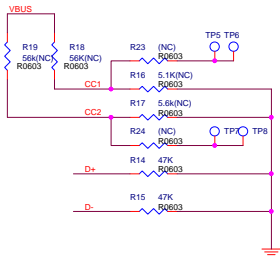 VBUS
R19
56k(NC)
R0603
R18
56K(NC)
R0603
R23 (NC)
R0603
TP5 TP6
CC1
R16 5.1K(NC)
R0603
CC2
R17 5.6k(NC)
R0603
R24 (NC)
R0603
TP7 TP8
D+
R14 47K
R0603
D-
R15 47K
R0603